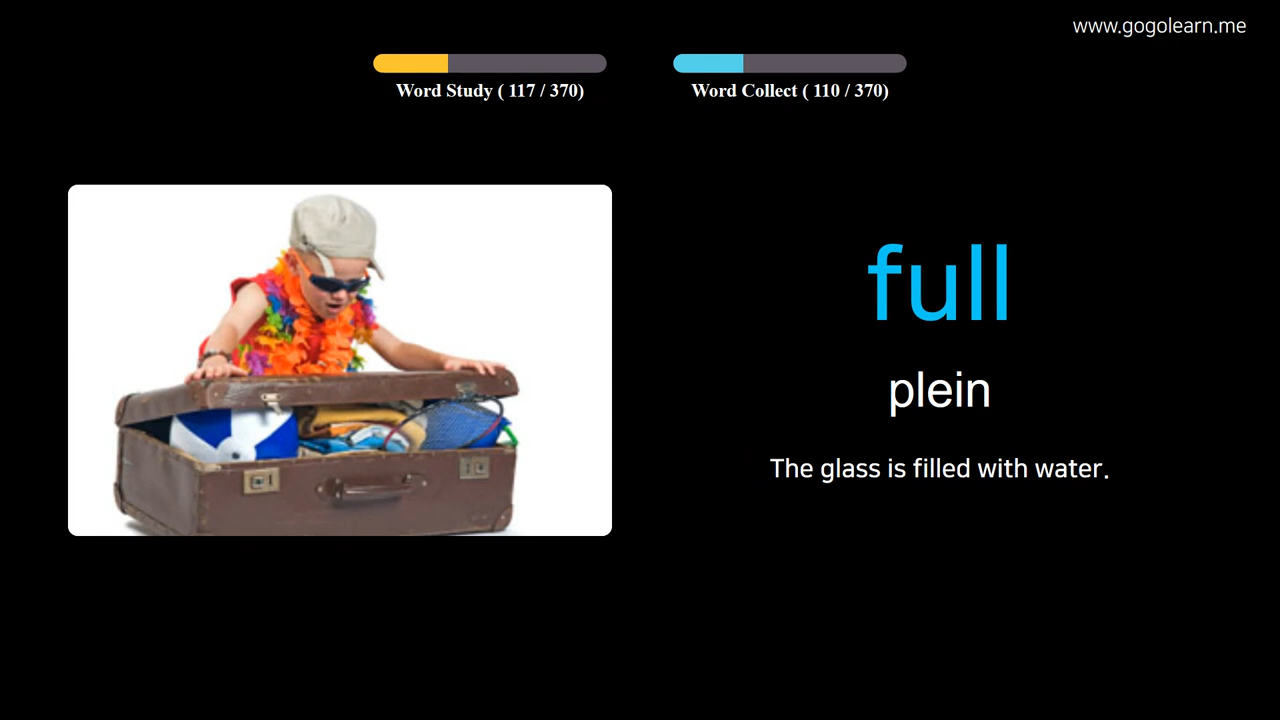 www.gogolearn.me
Word Study ( 117 / 370)
Word Collect ( 110 / 370)
full
plein
The glass is filled with water.